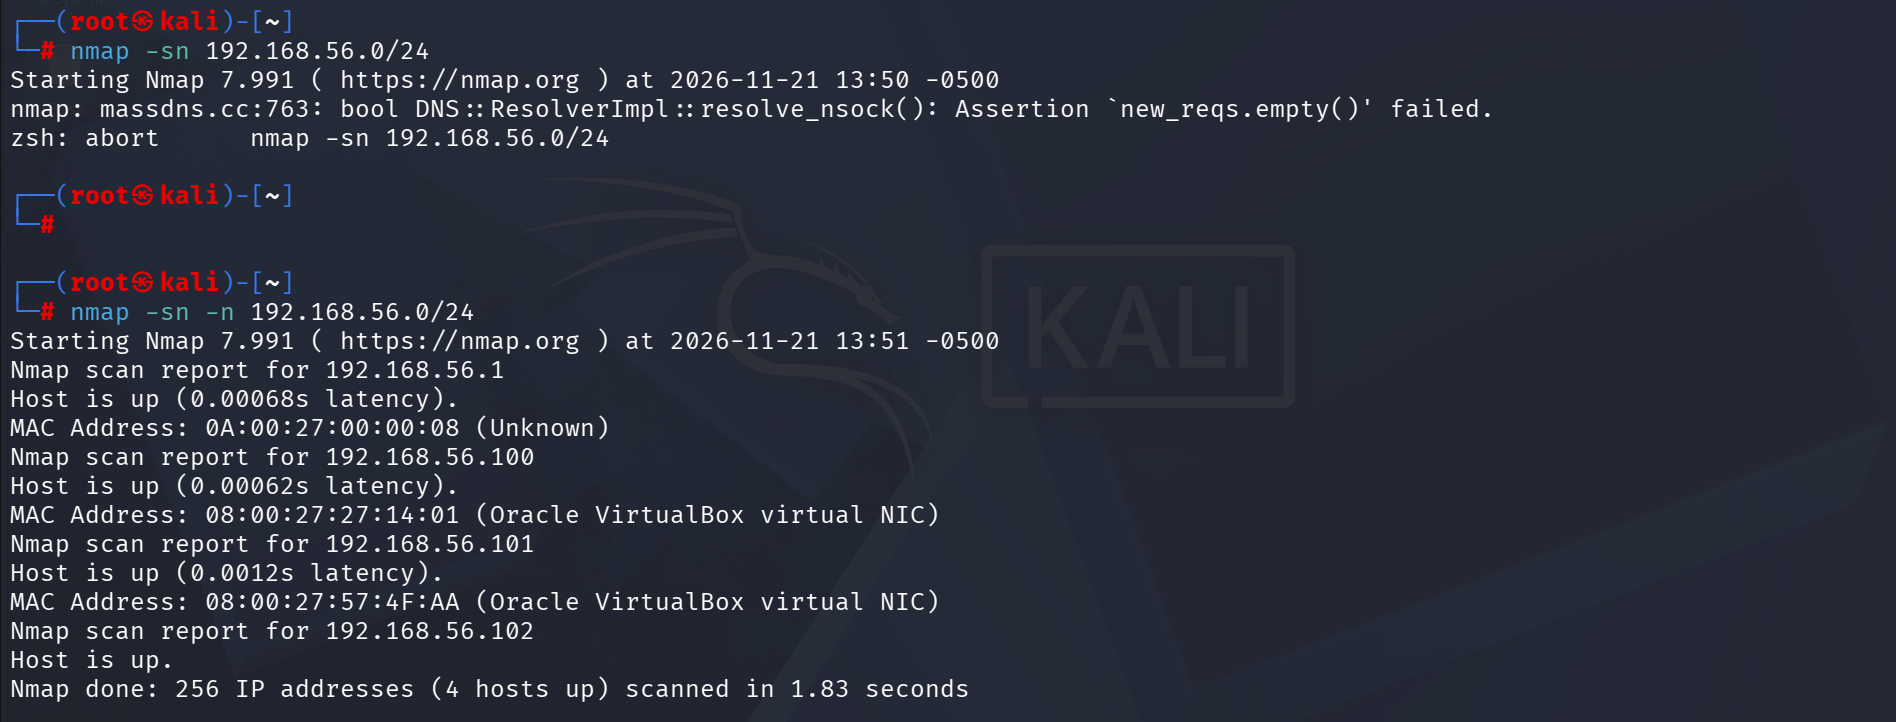 ┌──(root㉿kali)-[~]
└─# nmap -sn 192.168.56.0/24
Starting Nmap 7.991 ( https://nmap.org ) at 2026-11-21 13:50 -0500
nmap: massdns.cc:763: bool DNS::ResolverImpl::resolve_nsock(): Assertion `new_reqs.empty()' failed.
zsh: abort      nmap -sn 192.168.56.0/24

┌──(root㉿kali)-[~]
└─#

┌──(root㉿kali)-[~]
└─# nmap -sn -n 192.168.56.0/24
Starting Nmap 7.991 ( https://nmap.org ) at 2026-11-21 13:51 -0500
Nmap scan report for 192.168.56.1
Host is up (0.00068s latency).
MAC Address: 0A:00:27:00:00:08 (Unknown)
Nmap scan report for 192.168.56.100
Host is up (0.00062s latency).
MAC Address: 08:00:27:27:14:01 (Oracle VirtualBox virtual NIC)
Nmap scan report for 192.168.56.101
Host is up (0.0012s latency).
MAC Address: 08:00:27:57:4F:AA (Oracle VirtualBox virtual NIC)
Nmap scan report for 192.168.56.102
Host is up.
Nmap done: 256 IP addresses (4 hosts up) scanned in 1.83 seconds
KALI